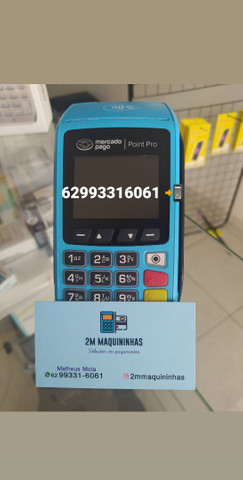 mercado pago | Point Pro
62993316061
1
2
3
4
5
6
7
8
9
2M MAQUININHAS
Soluções em pagamentos
Matheus Mota
62 99331-6061
@2mmaquininhas